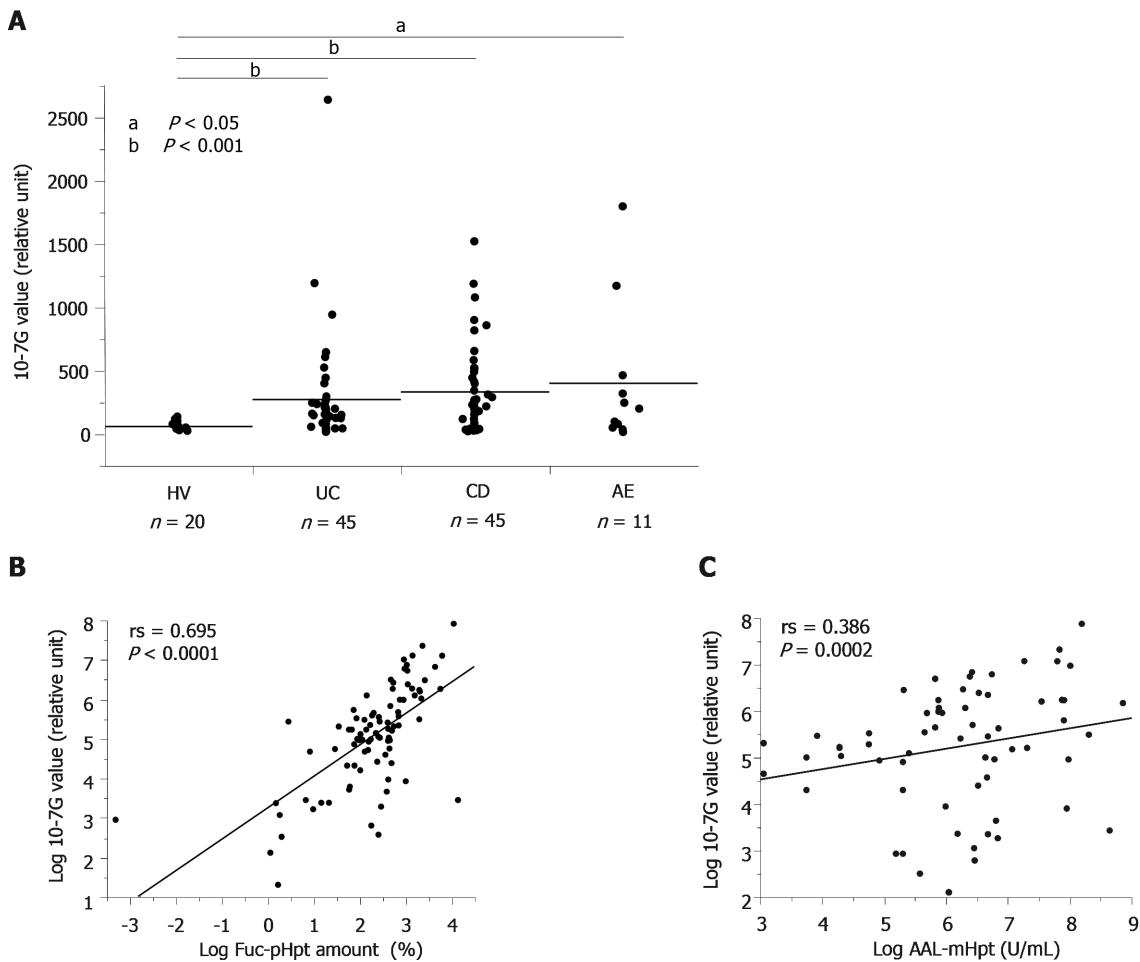 A
a
b
b
a P < 0.05
b P < 0.001
10-7G value (relative unit)
2500
2000
1500
1000
500
0
HV UC CD AE
n = 20 n = 45 n = 45 n = 11
B
rs = 0.695
P < 0.0001
Log 10-7G value (relative unit)
8
7
6
5
4
3
2
1
-3 -2 -1 0 1 2 3 4
Log Fuc-pHpt amount (%)
C
rs = 0.386
P = 0.0002
Log 10-7G value (relative unit)
8
7
6
5
4
3
2
3 4 5 6 7 8 9
Log AAL-mHpt (U/mL)